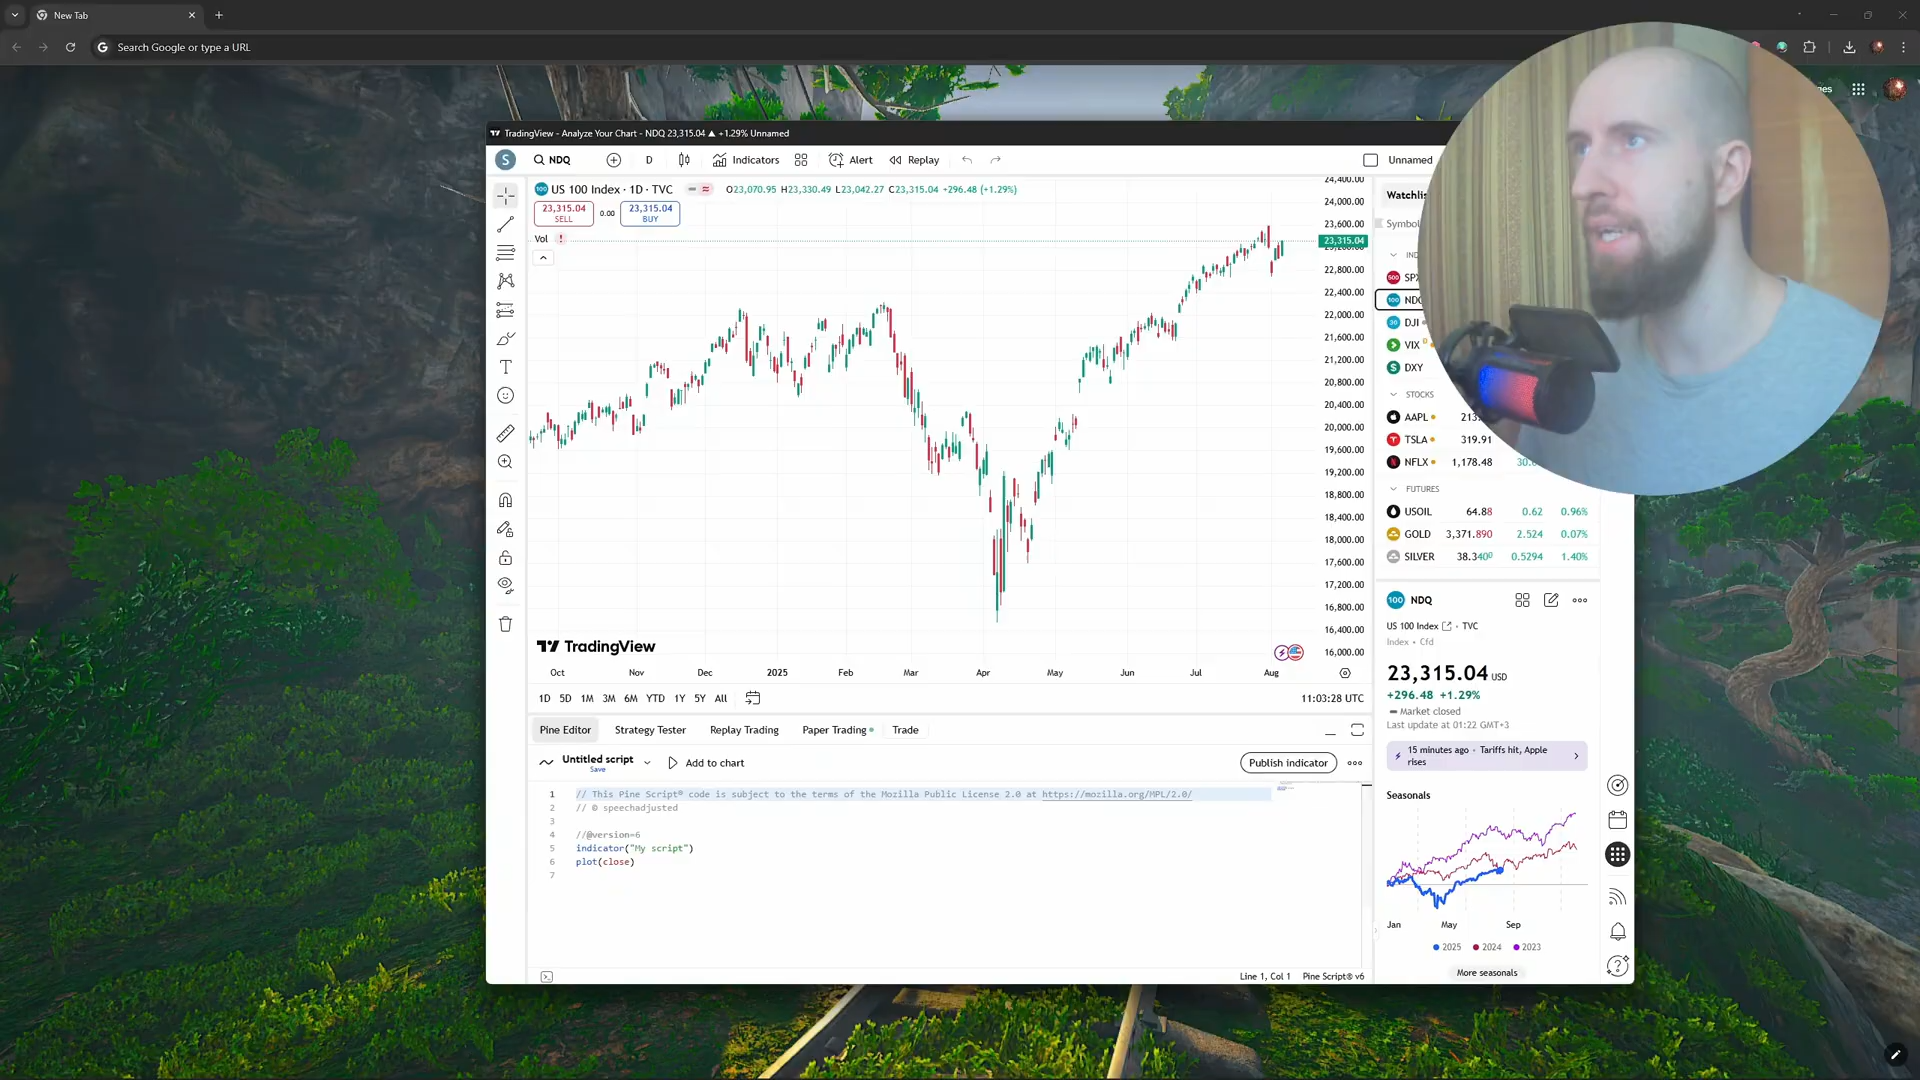 New Tab
Search Google or type a URL
TradingView - Analyze Your Chart - NDQ 23,315.04 ▲ +1.29% Unnamed
S NDQ D Indicators Alert Replay Unnamed
US 100 Index · 1D · TVC O23,070.95 H23,330.49 L23,042.27 C23,315.04 +296.48 (+1.29%)
23,315.04 SELL
0.00
23,315.04 BUY
Vol
24,400.00
24,000.00
23,600.00
23,315.04
22,800.00
22,400.00
22,000.00
21,600.00
21,200.00
20,800.00
20,400.00
20,000.00
19,600.00
19,200.00
18,800.00
18,400.00
18,000.00
17,600.00
17,200.00
16,800.00
16,400.00
16,000.00
TradingView
Oct Nov Dec 2025 Feb Mar Apr May Jun Jul Aug
1D 5D 1M 3M 6M YTD 1Y 5Y All
11:03:28 UTC
Pine Editor Strategy Tester Replay Trading Paper Trading Trade
Untitled script
Save
Add to chart
Publish indicator
1 // This Pine Script® code is subject to the terms of the Mozilla Public License 2.0 at https://mozilla.org/MPL/2.0/
2 // © speechadjusted
3
4 //@version=6
5 indicator("My script")
6 plot(close)
7
Line 1, Col 1 Pine Script® v6
DJI
VIX
DXY
STOCKS
AAPL
TSLA 319.91
NFLX 1,178.48
FUTURES
USOIL 64.88 0.62 0.96%
GOLD 3,371.890 2.524 0.07%
SILVER 38.3400 0.5294 1.40%
100 NDQ
US 100 Index · TVC
Index · Cfd
23,315.04 USD
+296.48 +1.29%
Market closed
Last update at 01:22 GMT+3
15 minutes ago · Tariffs hit, Apple
rises
Seasonals
Jan May Sep
2025 2024 2023
More seasonals